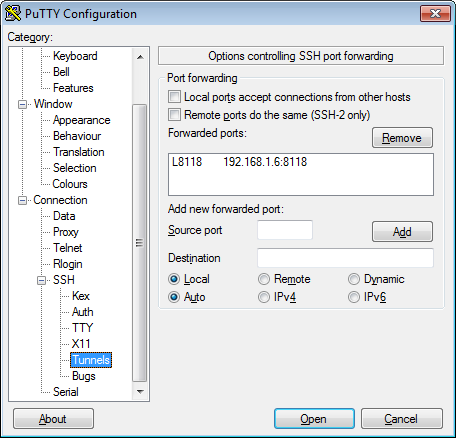 PuTTY Configuration
Category:
Keyboard
Bell
Features
Window
Appearance
Behaviour
Translation
Selection
Colours
Connection
Data
Proxy
Telnet
Rlogin
SSH
Kex
Auth
TTY
X11
Tunnels
Bugs
Serial
Options controlling SSH port forwarding
Port forwarding
Local ports accept connections from other hosts
Remote ports do the same (SSH-2 only)
Forwarded ports:
Remove
L8118 192.168.1.6:8118
Add new forwarded port:
Source port
Add
Destination
Local Remote Dynamic
Auto IPv4 IPv6
About Open Cancel